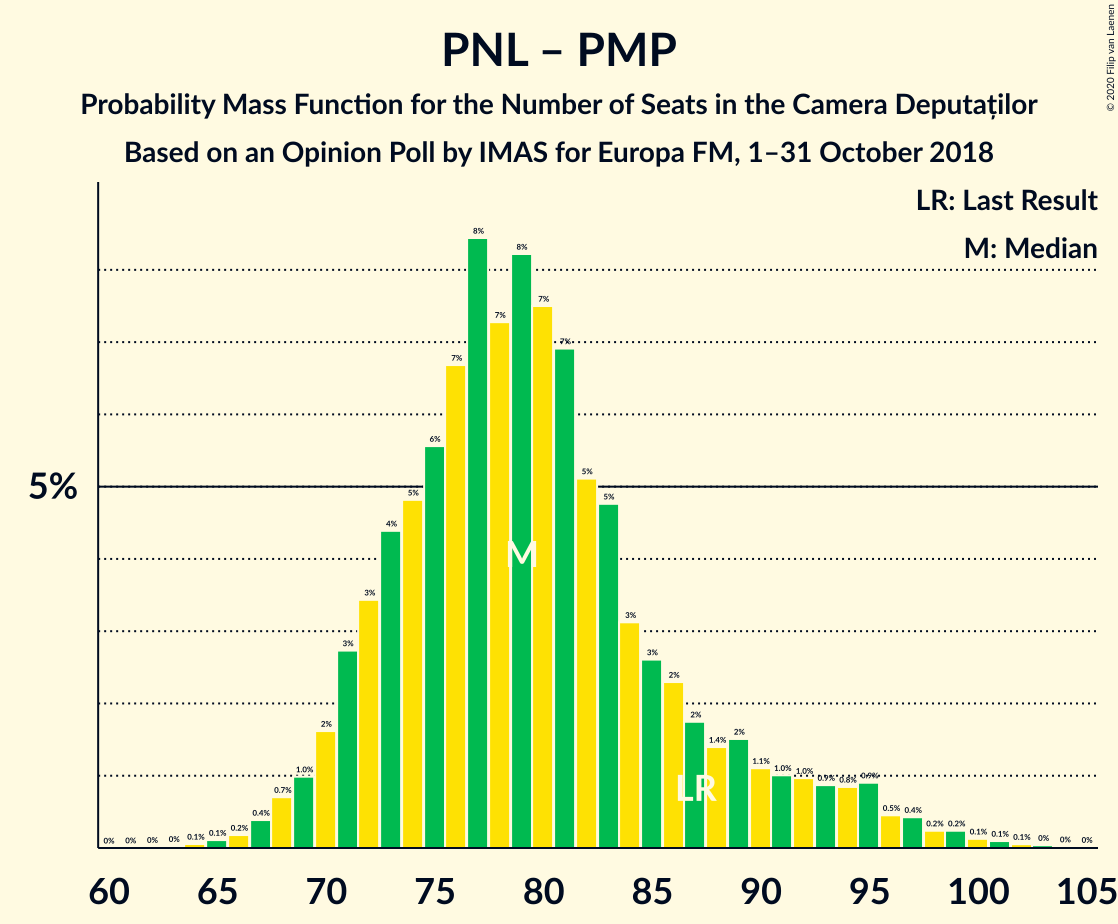 PNL – PMP
Probability Mass Function for the Number of Seats in the Camera Deputaților
Based on an Opinion Poll by IMAS for Europa FM, 1–31 October 2018
© 2020 Filip van Laenen
LR: Last Result
M: Median
5%
0% 0% 0% 0% 0.1% 0.1% 0.2% 0.4% 0.7% 1.0% 2% 3% 3% 4% 5% 6% 7% 8% 7% 8% 7% 7% 5% 5% 3% 3% 2% 2% 1.4% 2% 1.1% 1.0% 1.0% 0.9% 0.8% 0.9% 0.5% 0.4% 0.2% 0.2% 0.1% 0.1% 0.1% 0% 0% 0%
M
LR
60 65 70 75 80 85 90 95 100 105